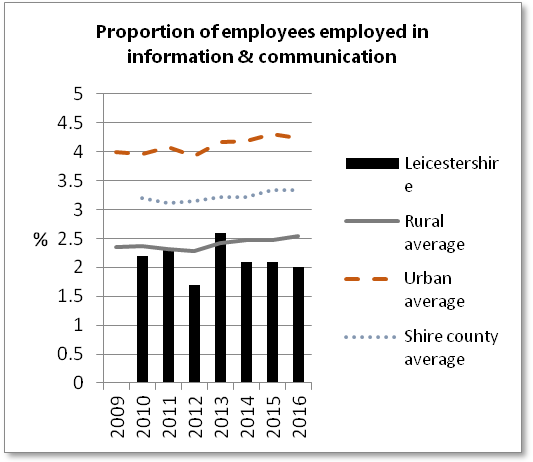 Proportion of employees employed in
information & communication
5
4.5
4
3.5
3
2.5
2
1.5
1
0.5
0
%
2009
2010
2011
2012
2013
2014
2015
2016
Leicestershir
e
Rural
average
Urban
average
Shire county
average